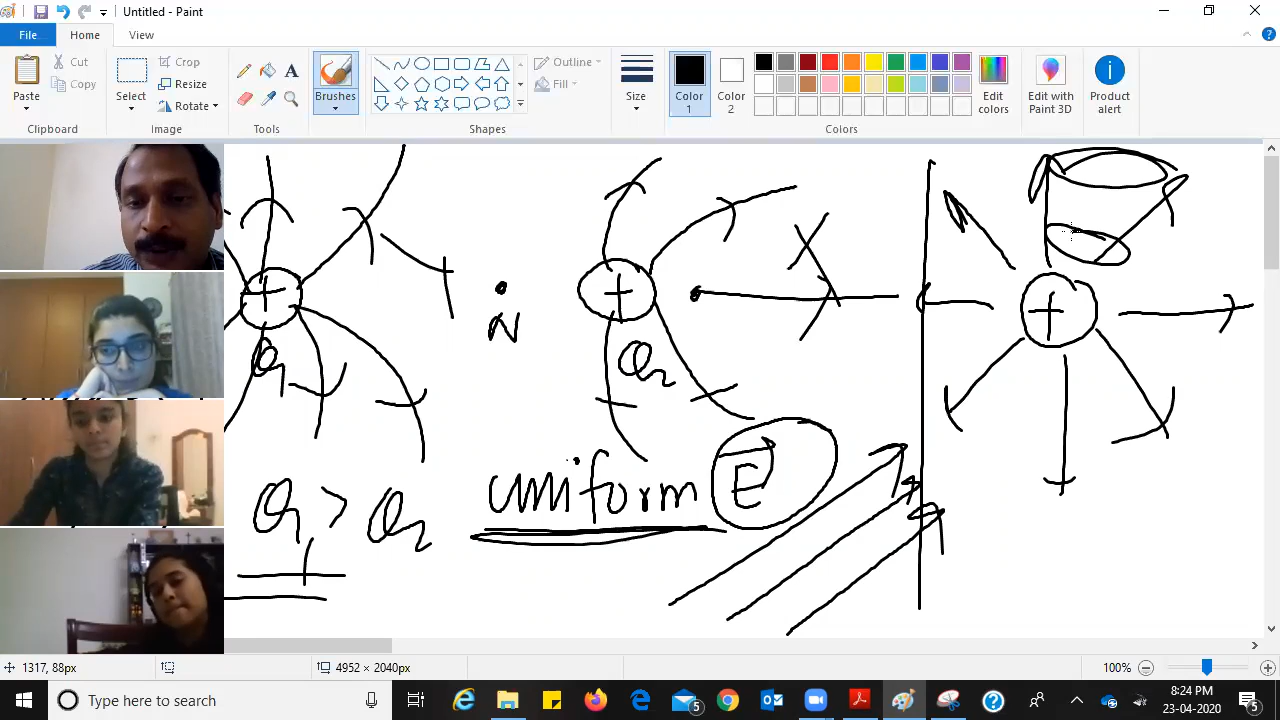 Untitled - Paint
File
Home
View
Paste
Cut
Copy
Clipboard
Select
Crop
Resize
Rotate
Image
Tools
Brushes
Shapes
Outline
Fill
Size
Color 1
Color 2
Edit colors
Colors
Edit with Paint 3D
Product alert
+
+
+
N
Q1
Q2
Q1 > Q2
uniform E
1317, 88px
4952 × 2040px
100%
Type here to search
5
8:24 PM
23-04-2020
5